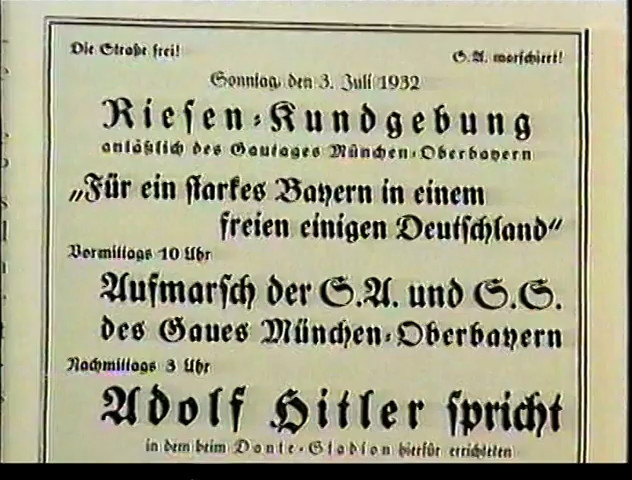 Die Straße frei!
S.A. marschiert!
Sonntag, den 3. Juli 1932
Riesen-Kundgebung
anläßlich des Gautages München-Oberbayern
„Für ein starkes Bayern in einem
freien einigen Deutschland“
Vormittags 10 Uhr
Aufmarsch der S.A. und S.S.
des Gaues München-Oberbayern
Nachmittags 3 Uhr
Adolf Hitler spricht
in dem beim Dante-Stadion hierfür errichteten